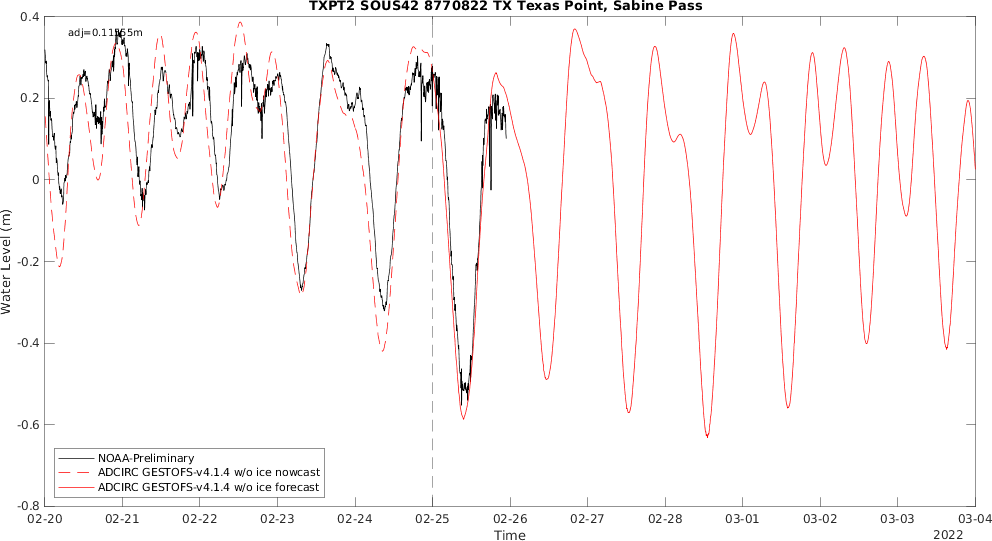 TXPT2 SOUS42 8770822 TX Texas Point, Sabine Pass
0.4
0.2
0
-0.2
-0.4
-0.6
-0.8
Water Level (m)
NOAA-Preliminary
ADCIRC GESTOFS-v4.1.4 w/o ice nowcast
ADCIRC GESTOFS-v4.1.4 w/o ice forecast
02-20 02-21 02-22 02-23 02-24 02-25 02-26 02-27 02-28 03-01 03-02 03-03 03-04
Time
2022